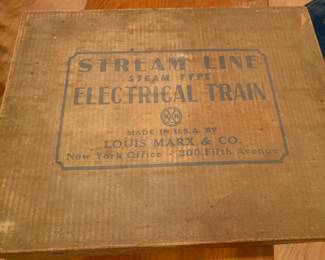 STREAM LINE
STEAM TYPE
ELECTRICAL TRAIN
MADE IN U.S.A. BY
LOUIS MARX & CO.
New York Office - 200 Fifth Avenue